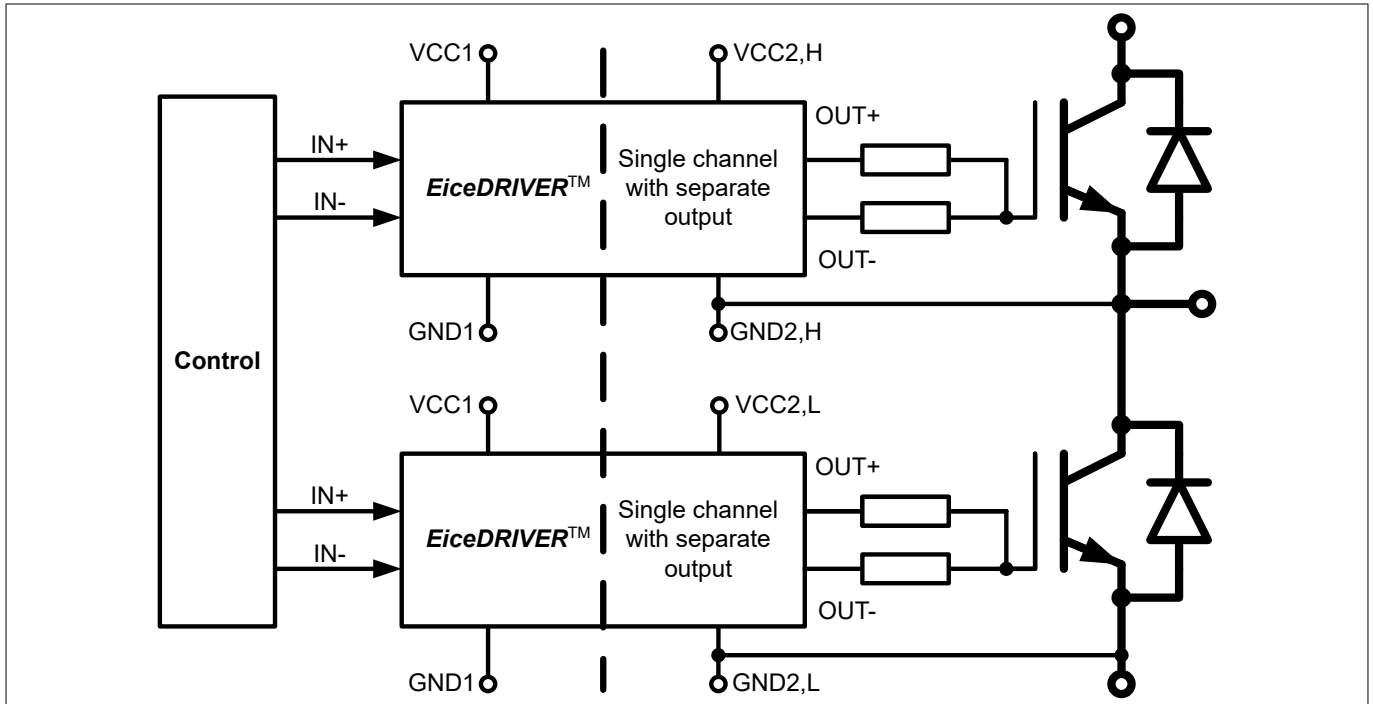 VCC1
VCC2,H
OUT+
IN+
IN-
EiceDRIVER™
Single channel
with separate
output
OUT-
GND1
GND2,H
Control
VCC1
VCC2,L
OUT+
IN+
IN-
EiceDRIVER™
Single channel
with separate
output
OUT-
GND1
GND2,L